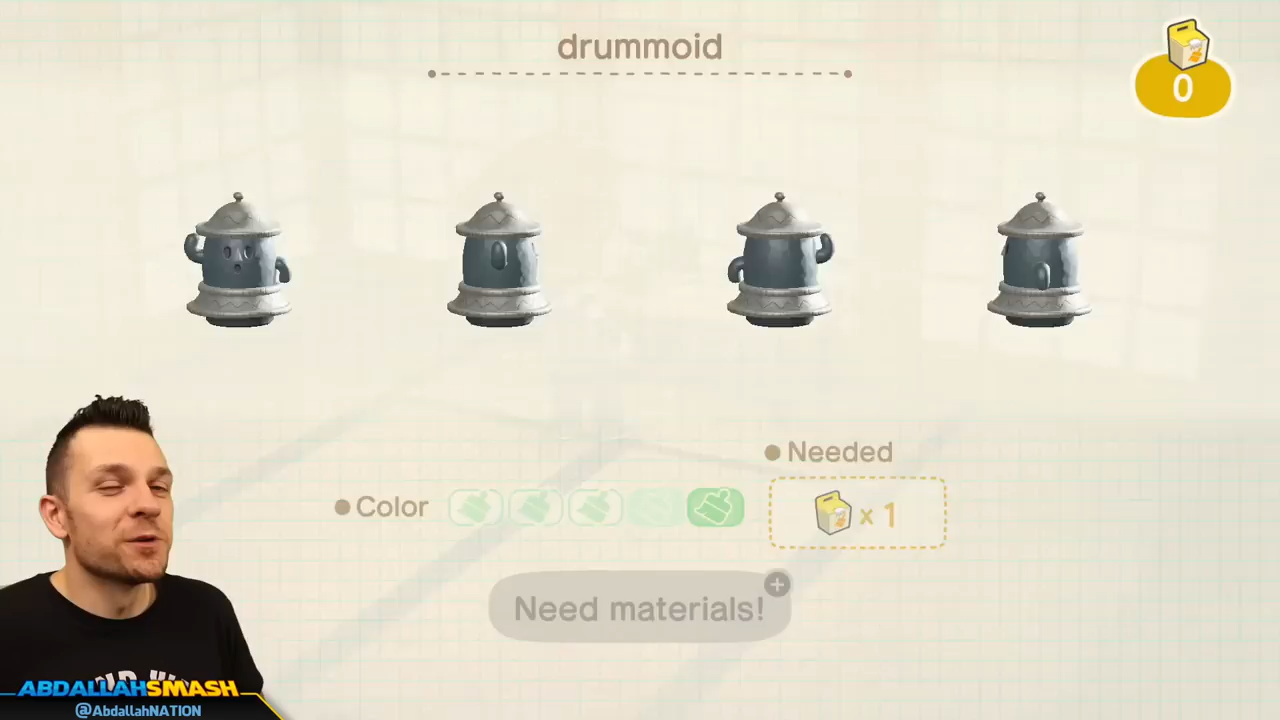 drummoid
0
Needed
Color
x 1
Need materials!
ABDALLAHSMASH
@AbdallahNATION